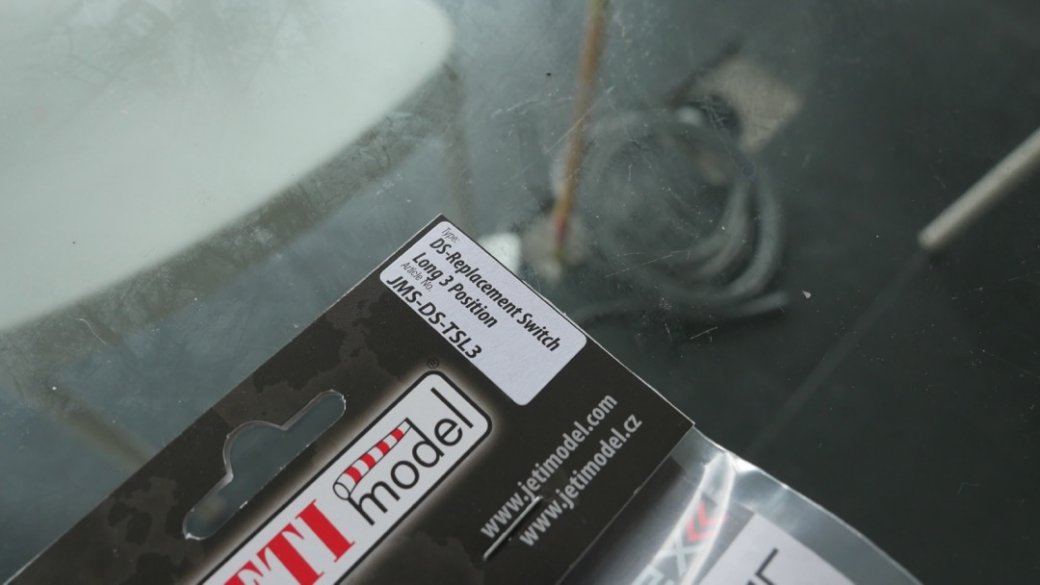 Type:
DS-Replacement Switch
Long 3 Position
Article No.
JMS-DS-TSL3
®
ETI
model
www.jetimodel.com
www.jetimodel.cz